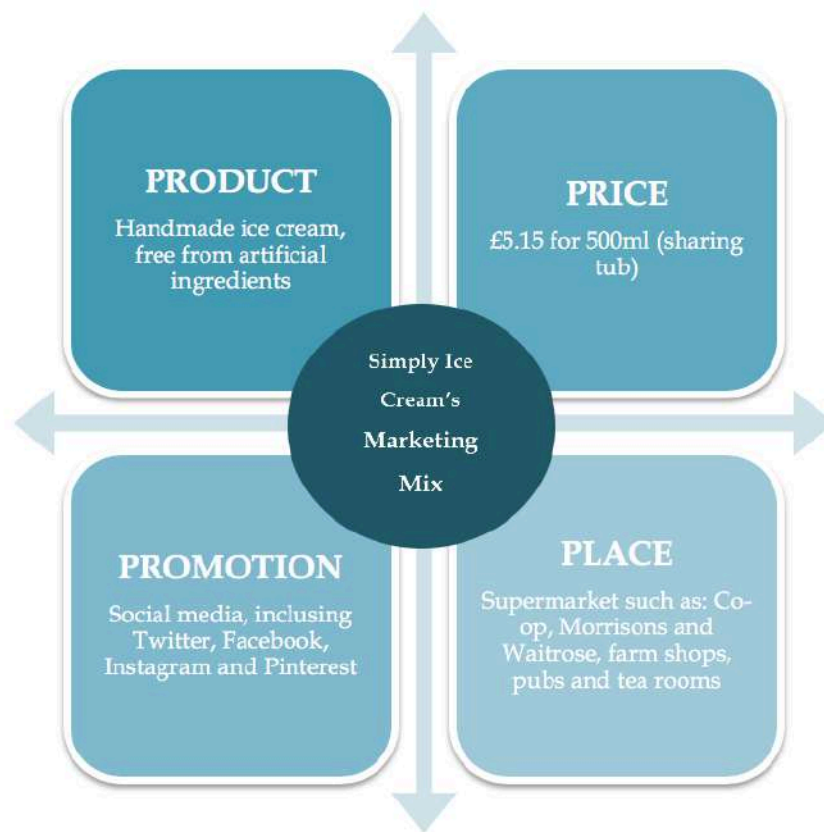 PRODUCT
Handmade ice cream,
free from artificial
ingredients
PRICE
£5.15 for 500ml (sharing
tub)
Simply Ice
Cream's
Marketing
Mix
PROMOTION
Social media, inclusing
Twitter, Facebook,
Instagram and Pinterest
PLACE
Supermarket such as: Co-
op, Morrisons and
Waitrose, farm shops,
pubs and tea rooms